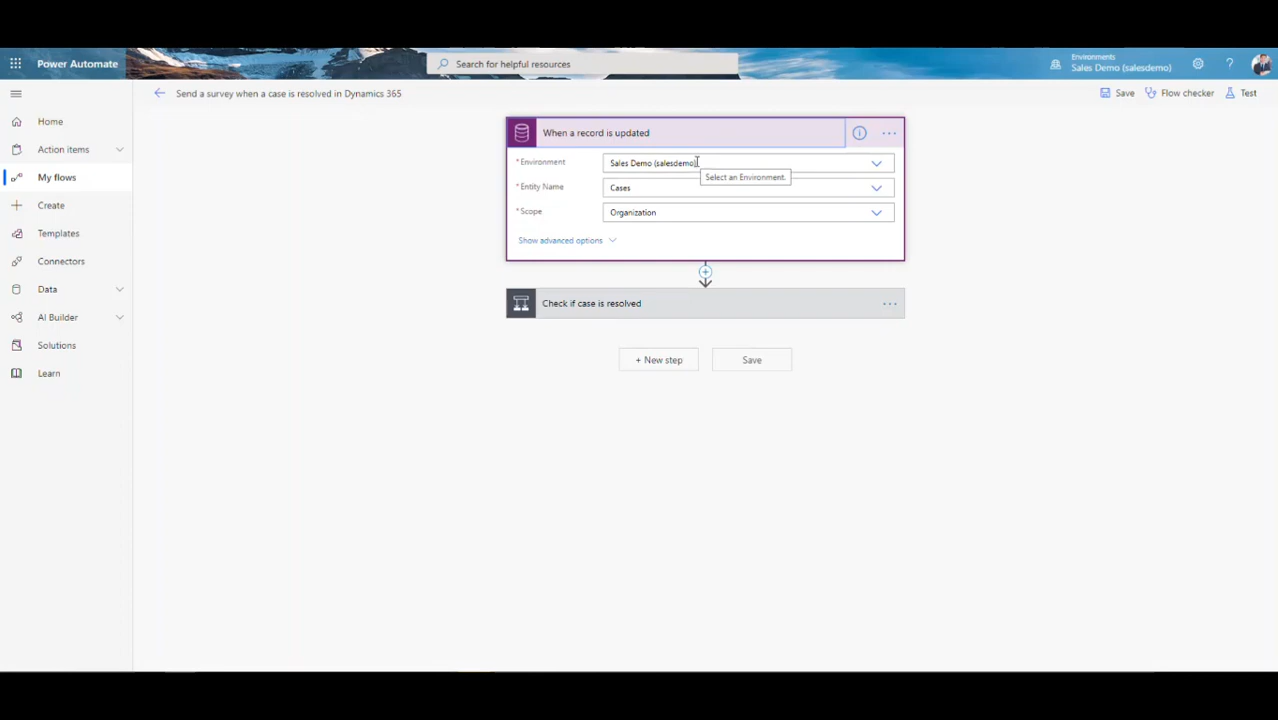 Power Automate
Search for helpful resources
Environments
Sales Demo (salesdemo)
?
Send a survey when a case is resolved in Dynamics 365
Save
Flow checker
Test
Home
Action items
My flows
Create
Templates
Connectors
Data
AI Builder
Solutions
Learn
When a record is updated
* Environment
Sales Demo (salesdemo)
Select an Environment.
* Entity Name
Cases
* Scope
Organization
Show advanced options
Check if case is resolved
+ New step
Save